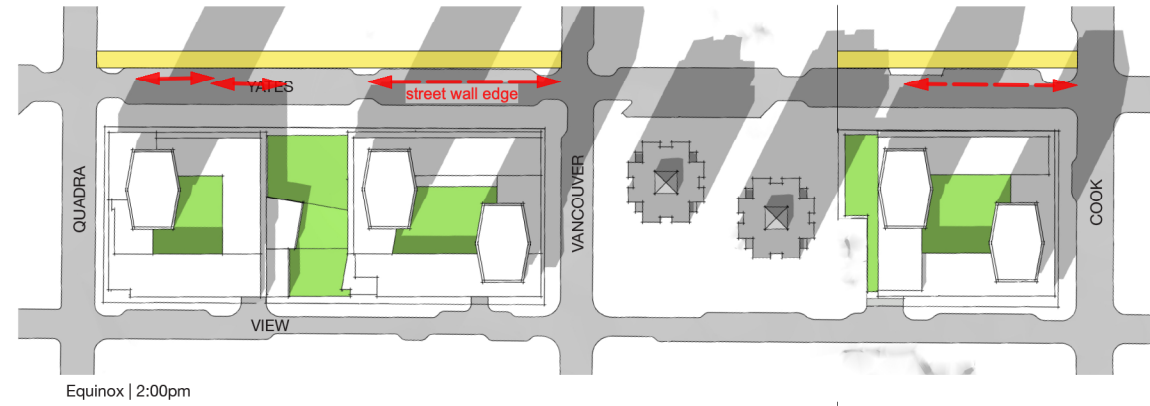 YATES
street wall edge
QUADRA
VANCOUVER
COOK
VIEW
Equinox | 2:00pm